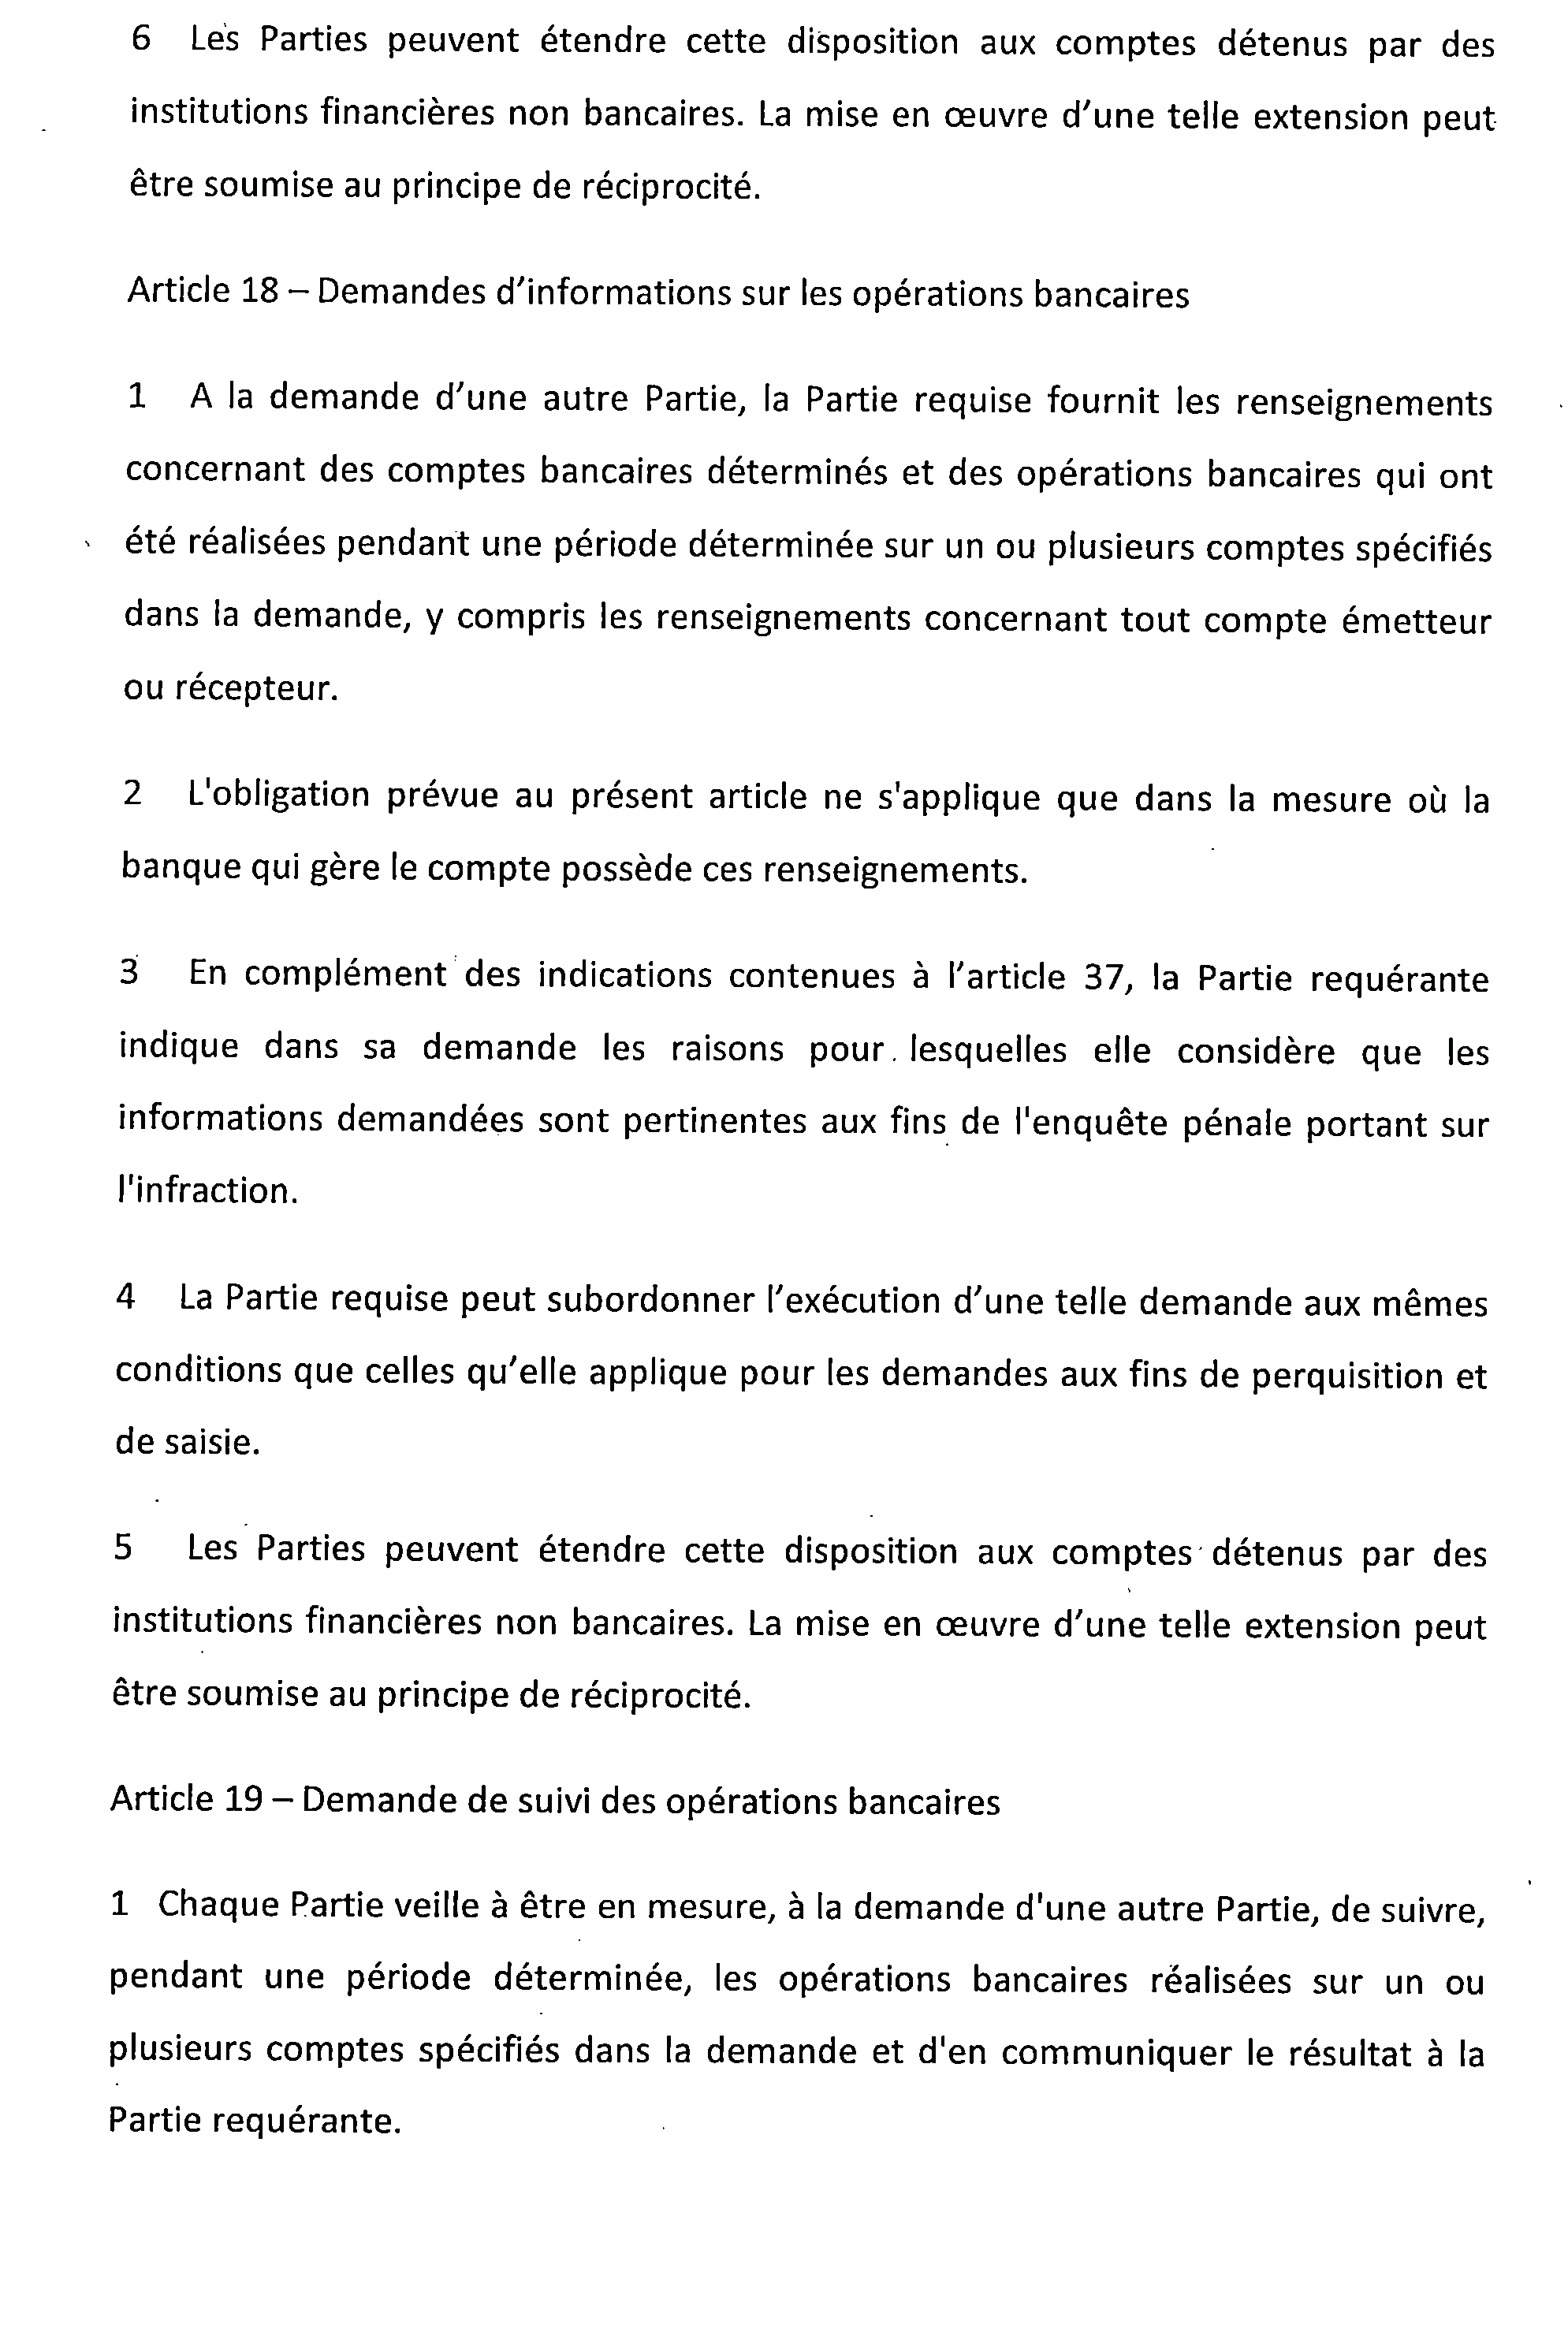 6 Les Parties peuvent étendre cette disposition aux comptes détenus par des
institutions financières non bancaires. La mise en œuvre d’une telle extension peut
être soumise au principe de réciprocité.
Article 18 – Demandes d’informations sur les opérations bancaires
1 A la demande d’une autre Partie, la Partie requise fournit les renseignements
concernant des comptes bancaires déterminés et des opérations bancaires qui ont
été réalisées pendant une période déterminée sur un ou plusieurs comptes spécifiés
dans la demande, y compris les renseignements concernant tout compte émetteur
ou récepteur.
2 L'obligation prévue au présent article ne s'applique que dans la mesure où la
banque qui gère le compte possède ces renseignements.
3 En complément des indications contenues à l’article 37, la Partie requérante
indique dans sa demande les raisons pour lesquelles elle considère que les
informations demandées sont pertinentes aux fins de l'enquête pénale portant sur
l'infraction.
4 La Partie requise peut subordonner l’exécution d’une telle demande aux mêmes
conditions que celles qu’elle applique pour les demandes aux fins de perquisition et
de saisie.
5 Les Parties peuvent étendre cette disposition aux comptes détenus par des
institutions financières non bancaires. La mise en œuvre d’une telle extension peut
être soumise au principe de réciprocité.
Article 19 – Demande de suivi des opérations bancaires
1 Chaque Partie veille à être en mesure, à la demande d'une autre Partie, de suivre,
pendant une période déterminée, les opérations bancaires réalisées sur un ou
plusieurs comptes spécifiés dans la demande et d'en communiquer le résultat à la
Partie requérante.